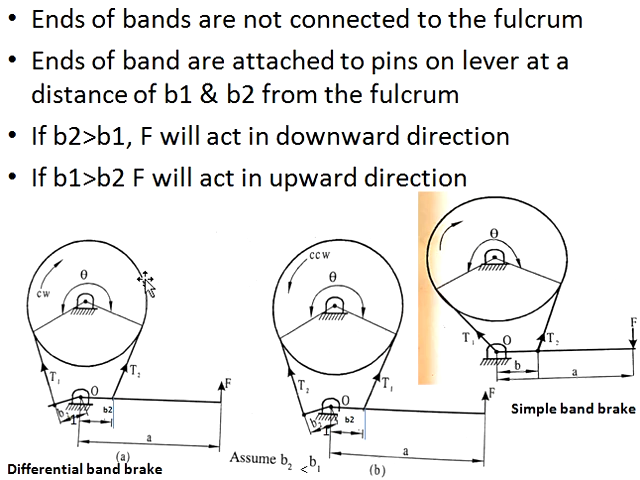 • Ends of bands are not connected to the fulcrum
• Ends of band are attached to pins on lever at a
distance of b1 & b2 from the fulcrum
• If b2>b1, F will act in downward direction
• If b1>b2 F will act in upward direction
θ
cw
T₁
T₂
O
F
b
1
b2
a
(a)
Differential band brake
ccw
θ
T₂
T₁
O
F
b2
a
Assume b₂ < b₁
(b)
θ
T₁
O
T₂
F
b
a
Simple band brake